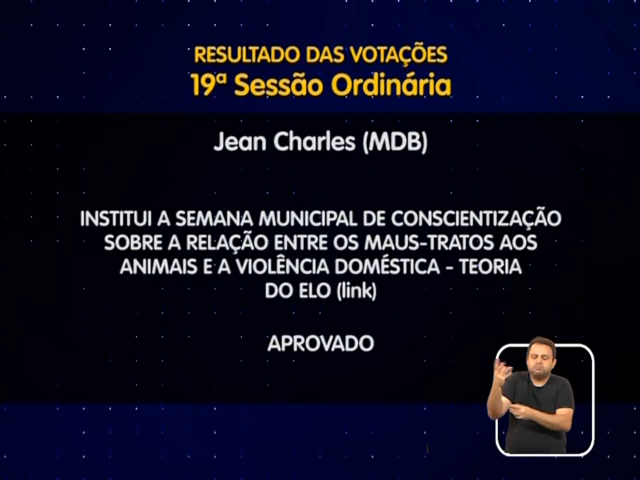 RESULTADO DAS VOTAÇÕES
19ª Sessão Ordinária
Jean Charles (MDB)
INSTITUI A SEMANA MUNICIPAL DE CONSCIENTIZAÇÃO
SOBRE A RELAÇÃO ENTRE OS MAUS-TRATOS AOS
ANIMAIS E A VIOLÊNCIA DOMÉSTICA - TEORIA
DO ELO (link)
APROVADO